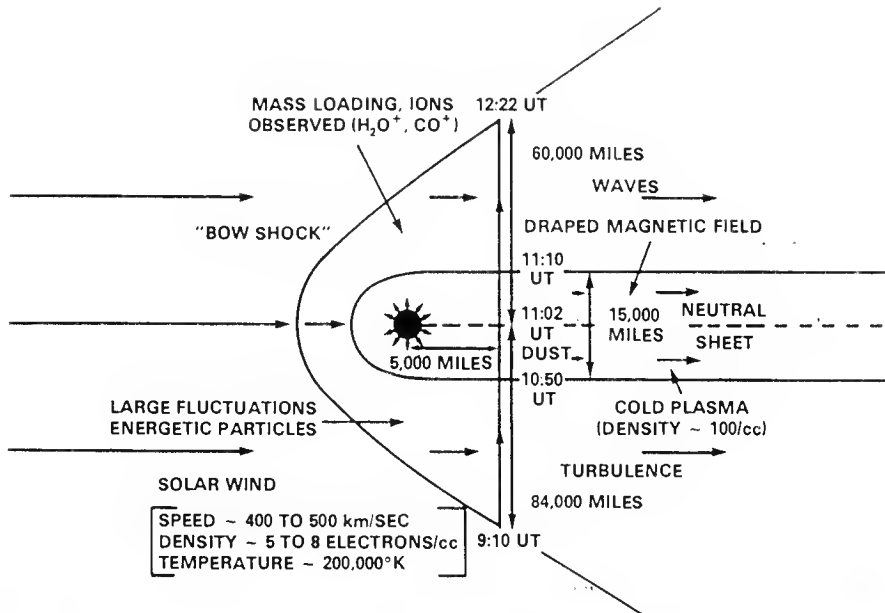 12:22 UT
MASS LOADING, IONS
OBSERVED (H₂O⁺, CO⁺)
60,000 MILES
WAVES
"BOW SHOCK"
DRAPED MAGNETIC FIELD
11:10
UT
11:02
UT
DUST
15,000
MILES
NEUTRAL
SHEET
5,000 MILES
10:50
UT
LARGE FLUCTUATIONS
ENERGETIC PARTICLES
COLD PLASMA
(DENSITY ~ 100/cc)
TURBULENCE
SOLAR WIND
84,000 MILES
SPEED ~ 400 TO 500 km/SEC
DENSITY ~ 5 TO 8 ELECTRONS/cc
TEMPERATURE ~ 200,000°K
9:10 UT